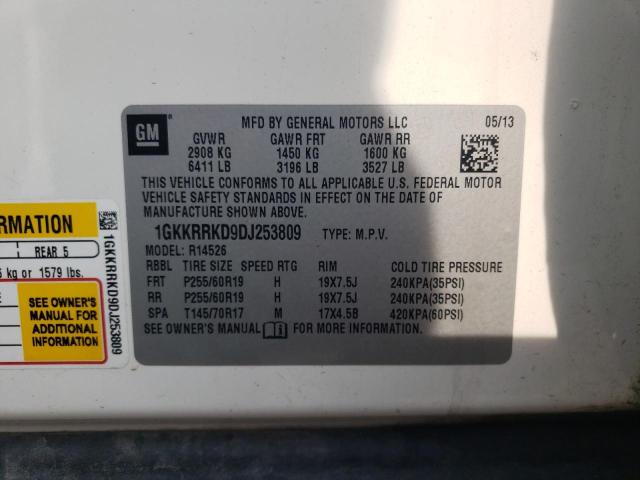 GM
MFD BY GENERAL MOTORS LLC 05/13
GVWR GAWR FRT GAWR RR
2908 KG 1450 KG 1600 KG
6411 LB 3196 LB 3527 LB
THIS VEHICLE CONFORMS TO ALL APPLICABLE U.S. FEDERAL MOTOR
VEHICLE SAFETY STANDARDS IN EFFECT ON THE DATE OF
MANUFACTURE SHOWN ABOVE.
1GKKRRKD9DJ253809 TYPE: M.P.V.
MODEL: R14526
RBBL TIRE SIZE SPEED RTG RIM COLD TIRE PRESSURE
FRT P255/60R19 H 19X7.5J 240KPA(35PSI)
RR P255/60R19 H 19X7.5J 240KPA(35PSI)
SPA T145/70R17 M 17X4.5B 420KPA(60PSI)
SEE OWNER'S MANUAL FOR MORE INFORMATION.
REAR 5
kg or 1579 lbs.
SEE OWNER'S
MANUAL FOR
ADDITIONAL
INFORMATION
1GKKRRKD9DJ253809